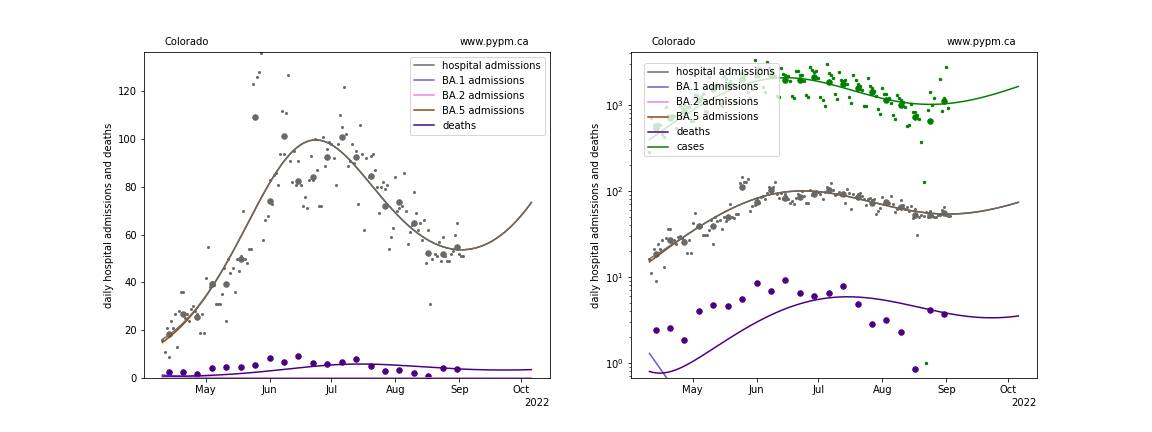 Colorado
www.pypm.ca
daily hospital admissions and deaths
120
100
80
60
40
20
0
hospital admissions
BA.1 admissions
BA.2 admissions
BA.5 admissions
deaths
May
Jun
Jul
Aug
Sep
Oct
2022
Colorado
www.pypm.ca
daily hospital admissions and deaths
10³
10²
10¹
10⁰
hospital admissions
BA.1 admissions
BA.2 admissions
BA.5 admissions
deaths
cases
May
Jun
Jul
Aug
Sep
Oct
2022